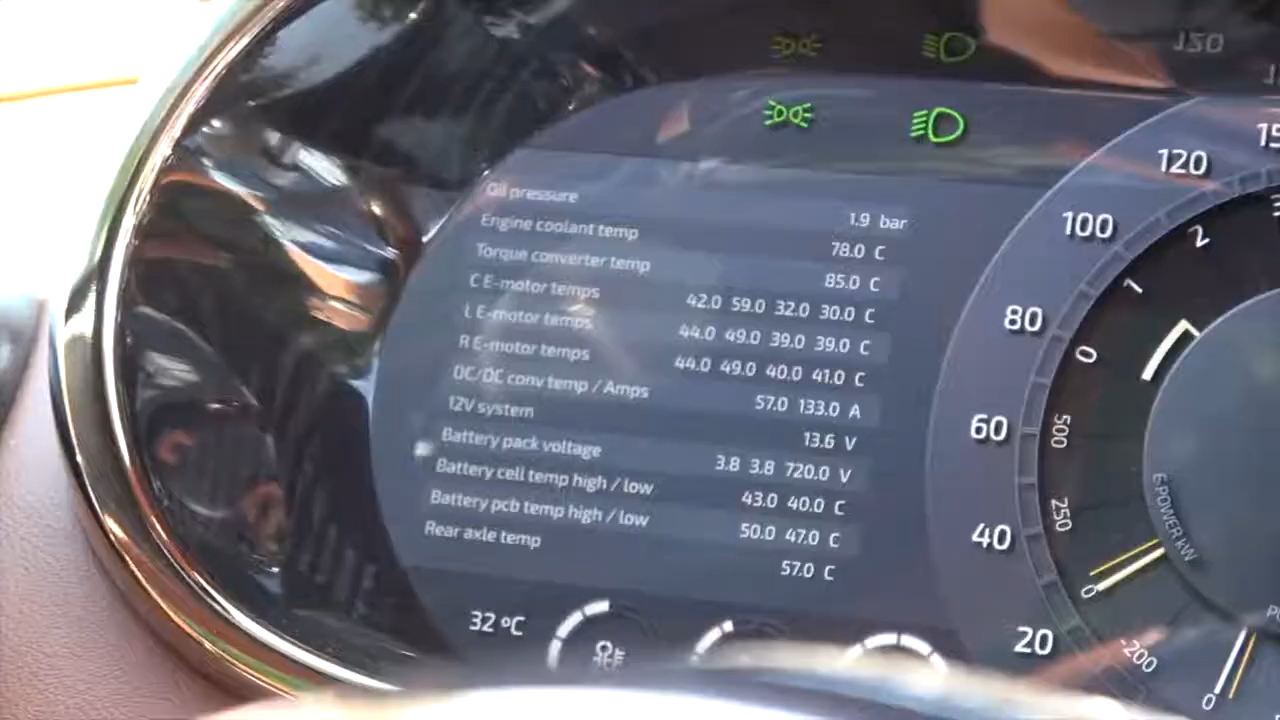 120
100
80
60
40
20
2
1
0
500
250
0
-200
E-POWER kW
0
Oil pressure 1.9 bar
Engine coolant temp 78.0 C
Torque converter temp 85.0 C
C E-motor temps 42.0 59.0 32.0 30.0 C
L E-motor temps 44.0 49.0 39.0 39.0 C
R E-motor temps 44.0 49.0 40.0 41.0 C
DC/DC conv temp / Amps 57.0 133.0 A
12V system 13.6 V
Battery pack voltage 3.8 3.8 720.0 V
Battery cell temp high / low 43.0 40.0 C
Battery pcb temp high / low 50.0 47.0 C
Rear axle temp 57.0 C
32 ºC